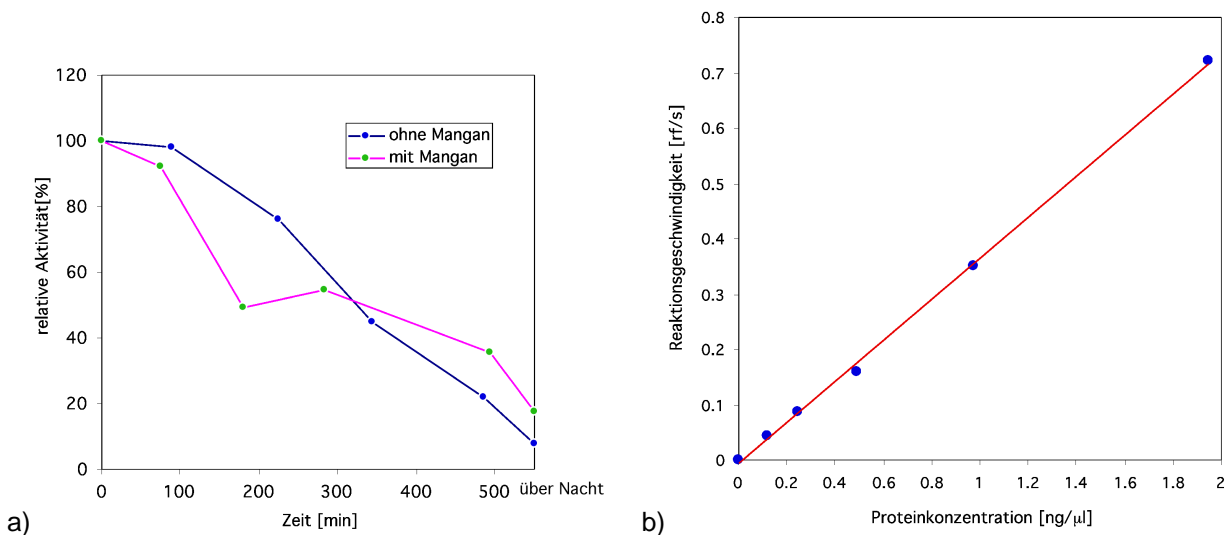 120
100
80
60
40
20
0
relative Aktivität[%]
ohne Mangan
mit Mangan
0 100 200 300 400 500 über Nacht
Zeit [min]
a)
0.8
0.7
0.6
0.5
0.4
0.3
0.2
0.1
0
Reaktionsgeschwindigkeit [rf/s]
0 0.2 0.4 0.6 0.8 1 1.2 1.4 1.6 1.8 2
Proteinkonzentration [ng/µl]
b)